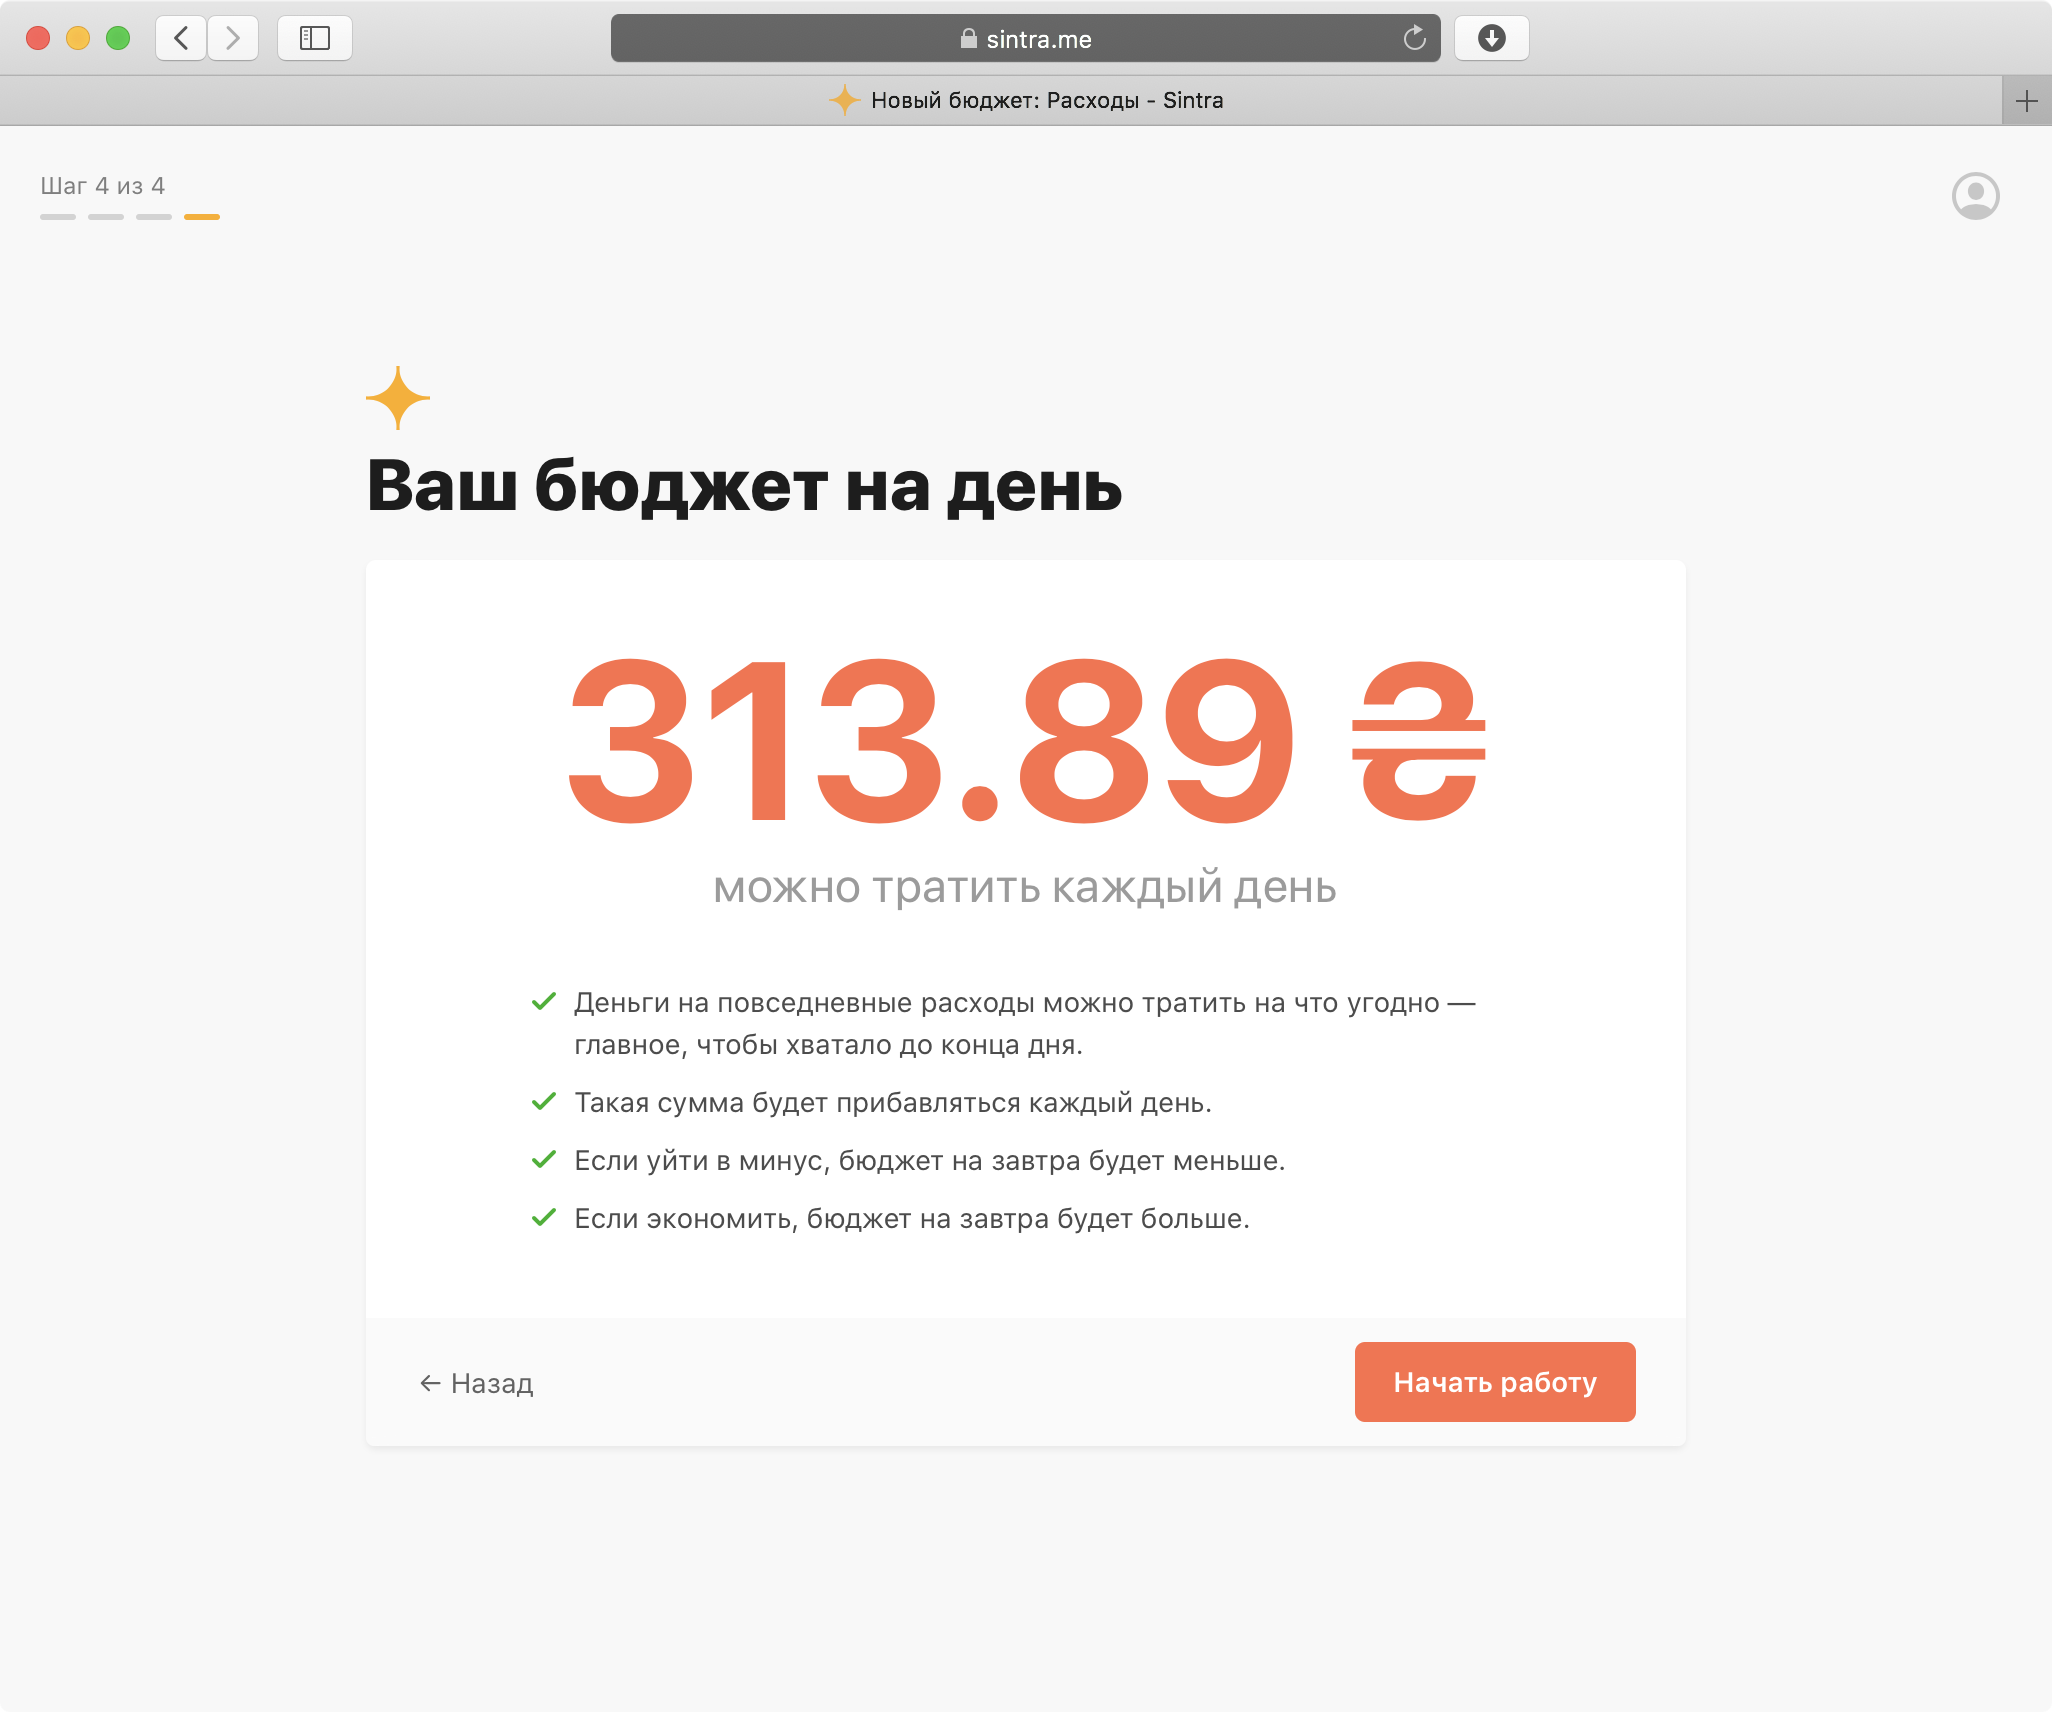 sintra.me
Новый бюджет: Расходы - Sintra
Шаг 4 из 4
Ваш бюджет на день
313.89 ₴
можно тратить каждый день
Деньги на повседневные расходы можно тратить на что угодно —
главное, чтобы хватало до конца дня.
Такая сумма будет прибавляться каждый день.
Если уйти в минус, бюджет на завтра будет меньше.
Если экономить, бюджет на завтра будет больше.
← Назад
Начать работу